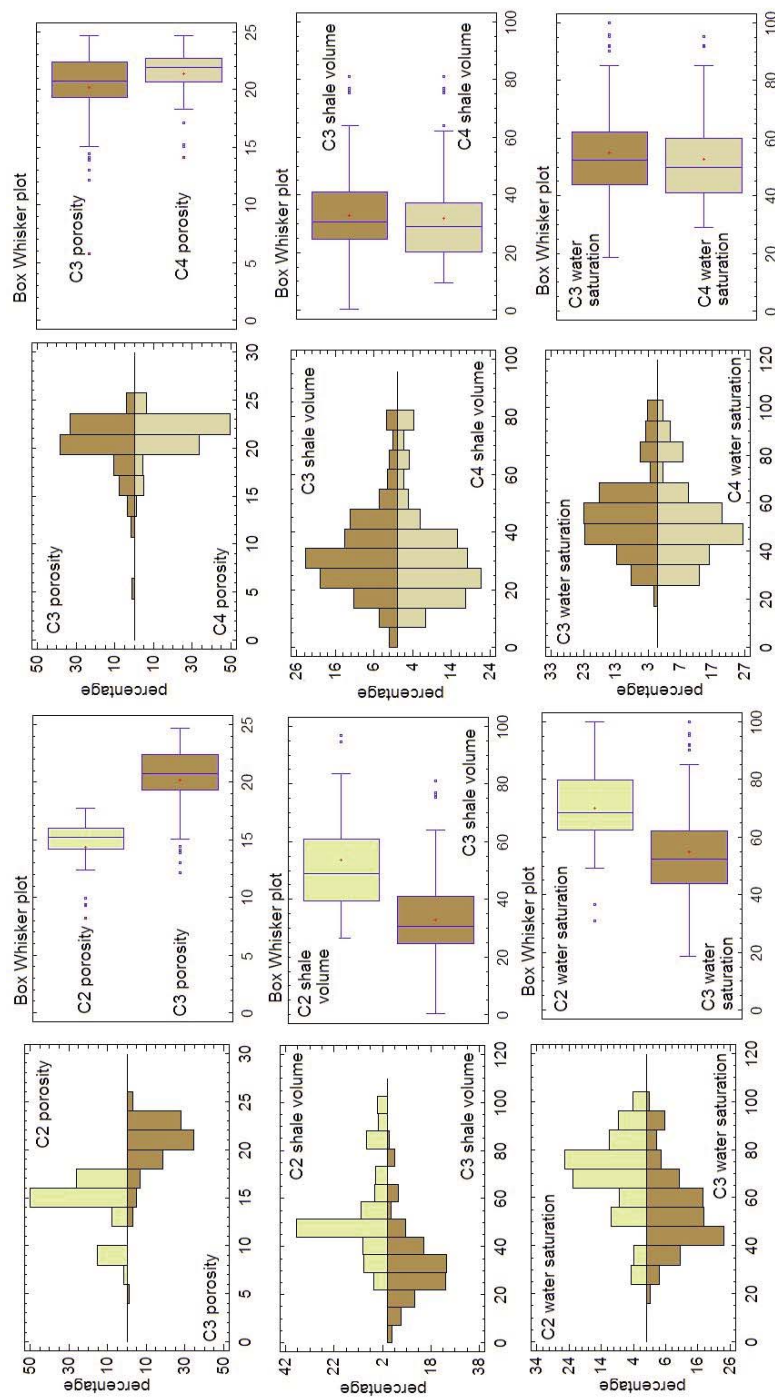 C2 porosity
percentage
50
30
10
10
30
50
C3 porosity
0 5 10 15 20 25 30
Box Whisker plot
C2 porosity
C3 porosity
0 5 10 15 20 25
C3 porosity
percentage
50
30
10
10
30
50
C4 porosity
0 5 10 15 20 25 30
Box Whisker plot
C3 porosity
C4 porosity
0 5 10 15 20 25
C2 shale volume
percentage
42
22
2
18
38
C3 shale volume
0 20 40 60 80 100 120
Box Whisker plot
C2 shale
volume
C3 shale volume
0 20 40 60 80 100
C3 shale volume
percentage
26
16
6
4
14
24
C4 shale volume
0 20 40 60 80 100
Box Whisker plot
C3 shale volume
C4 shale volume
0 20 40 60 80 100
C2 water saturation
percentage
34
24
14
4
6
16
26
C3 water saturation
0 20 40 60 80 100 120
Box Whisker plot
C2 water saturation
C3 water
saturation
0 20 40 60 80 100
C3 water saturation
percentage
33
23
13
3
7
17
27
C4 water saturation
0 20 40 60 80 100 120
Box Whisker plot
C3 water
saturation
C4 water
saturation
0 20 40 60 80 100